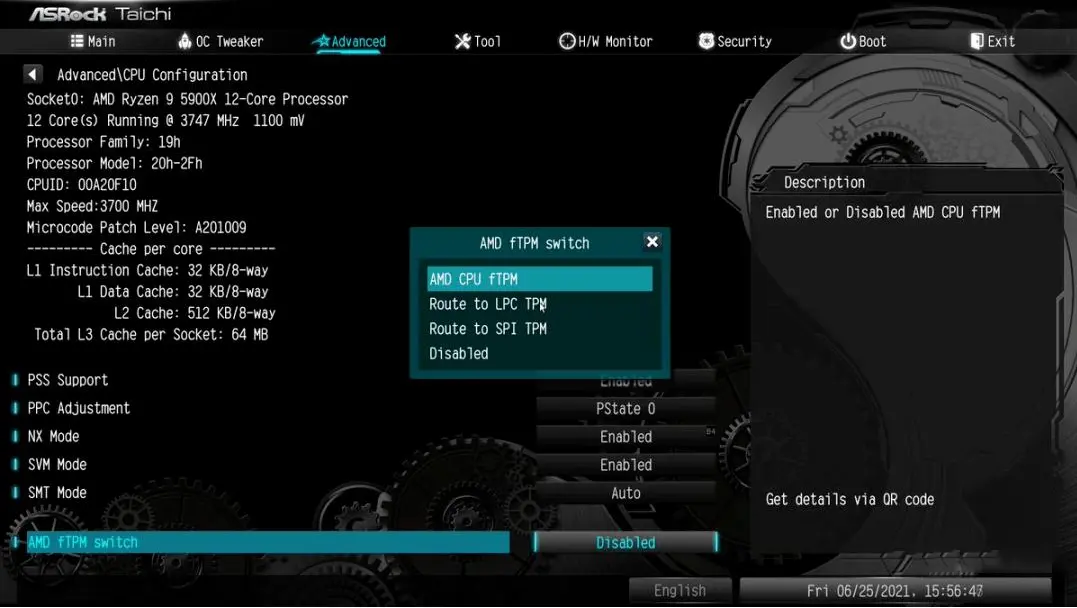 ASRock Taichi
Main OC Tweaker Advanced Tool H/W Monitor Security Boot Exit
Advanced\CPU Configuration
Socket0: AMD Ryzen 9 5900X 12-Core Processor
12 Core(s) Running @ 3747 MHz 1100 mV
Processor Family: 19h
Processor Model: 20h-2Fh
CPUID: 00A20F10
Max Speed:3700 MHZ
Microcode Patch Level: A201009
--------- Cache per core ---------
L1 Instruction Cache: 32 KB/8-way
L1 Data Cache: 32 KB/8-way
L2 Cache: 512 KB/8-way
Total L3 Cache per Socket: 64 MB
PSS Support Enabled
PPC Adjustment PState 0
NX Mode Enabled
SVM Mode Enabled
SMT Mode Auto
AMD fTPM switch Disabled
AMD fTPM switch
AMD CPU fTPM
Route to LPC TPM
Route to SPI TPM
Disabled
Description
Enabled or Disabled AMD CPU fTPM
Get details via QR code
English
Fri 06/25/2021, 15:56:47